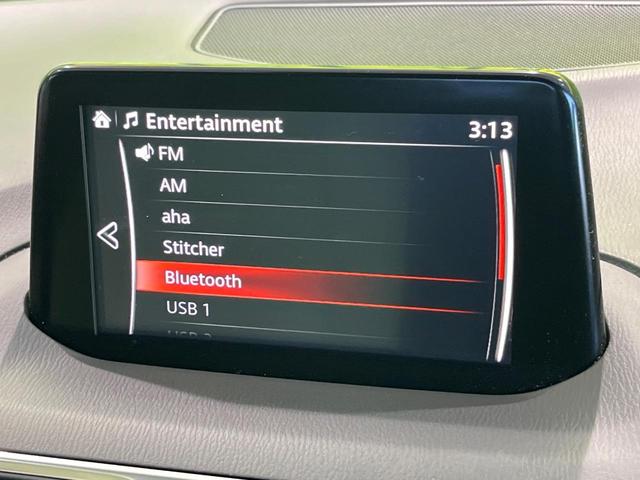 Entertainment 3:13
FM
AM
aha
Stitcher
Bluetooth
USB 1